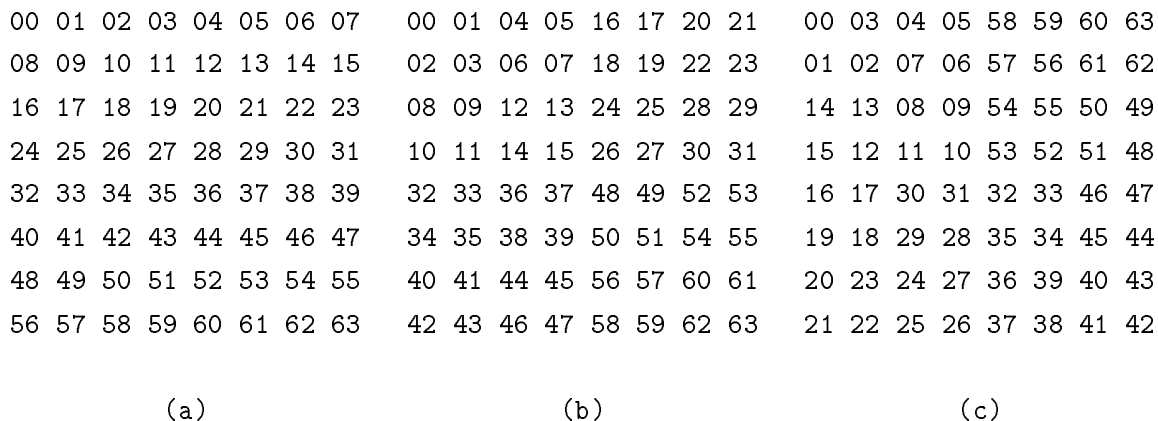 00 01 02 03 04 05 06 07 00 01 04 05 16 17 20 21 00 03 04 05 58 59 60 63
08 09 10 11 12 13 14 15 02 03 06 07 18 19 22 23 01 02 07 06 57 56 61 62
16 17 18 19 20 21 22 23 08 09 12 13 24 25 28 29 14 13 08 09 54 55 50 49
24 25 26 27 28 29 30 31 10 11 14 15 26 27 30 31 15 12 11 10 53 52 51 48
32 33 34 35 36 37 38 39 32 33 36 37 48 49 52 53 16 17 30 31 32 33 46 47
40 41 42 43 44 45 46 47 34 35 38 39 50 51 54 55 19 18 29 28 35 34 45 44
48 49 50 51 52 53 54 55 40 41 44 45 56 57 60 61 20 23 24 27 36 39 40 43
56 57 58 59 60 61 62 63 42 43 46 47 58 59 62 63 21 22 25 26 37 38 41 42
(a) (b) (c)